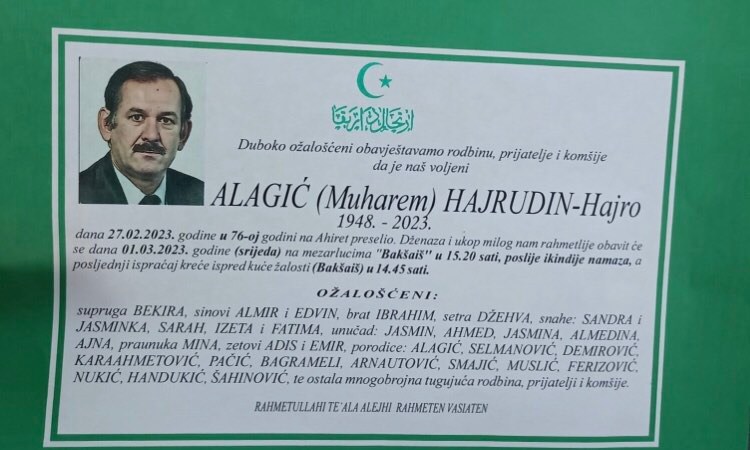 Duboko ožalošćeni obavještavamo rodbinu, prijatelje i komšije
da je naš voljeni
ALAGIĆ (Muharem) HAJRUDIN-Hajro
1948. - 2023.
dana 27.02.2023. godine u 76-oj godini na Ahiret preselio. Dženaza i ukop milog nam rahmetlije obavit će
se dana 01.03.2023. godine (srijeda) na mezarlucima "Bakšaiš" u 15.20 sati, poslije ikindije namaza, a
posljednji ispraćaj kreće ispred kuće žalosti (Bakšaiš) u 14.45 sati.
OŽALOŠĆENI:
supruga BEKIRA, sinovi ALMIR i EDVIN, brat IBRAHIM, setra DŽEHVA, snahe: SANDRA i
JASMINKA, SARAH, IZETA i FATIMA, unučad: JASMIN, AHMED, JASMINA, ALMEDINA,
AJNA, praunuka MINA, zetovi ADIS i EMIR, porodice: ALAGIĆ, SELMANOVIĆ, DEMIROVIĆ,
KARAAHMETOVIĆ, PAČIĆ, BAGRAMELI, ARNAUTOVIĆ, SMAJIĆ, MUSLIĆ, FERIZOVIĆ,
NUKIĆ, HANDUKIĆ, ŠAHINOVIĆ, te ostala mnogobrojna tugujuća rodbina, prijatelji i komšije.
RAHMETULLAHI TE'ALA ALEJHI RAHMETEN VASIATEN